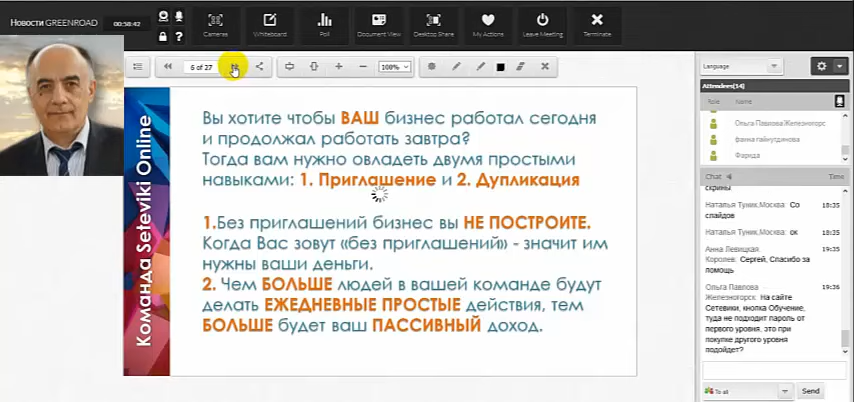 Новости GREENROAD
00:58:42
Cameras
Whiteboard
Poll
Document View
Desktop Share
My Actions
Leave Meeting
Terminate
6 of 27
100%
Language
Attendees(14)
Role Name
Ольга Павлова Железногорск
фаниа гайнутдинова
Фарида
Chat Time
скрины
Наталья Туник,Москва: Со 18:35
слайдов
Наталья Туник,Москва: ок 18:35
Анна Левицкая. 19:35
Королев: Сергей, Спасибо за
помощь
Ольга Павлова 19:36
Железногорск: На сайте
Сетевики, кнопка Обучение,
туда не подходит пароль от
первого уровня, это при
покупке другого уровня
подойдет?
To all
Send
Команда Seteviki Online
Вы хотите чтобы ВАШ бизнес работал сегодня
и продолжал работать завтра?
Тогда вам нужно овладеть двумя простыми
навыками: 1. Приглашение и 2. Дупликация
1.Без приглашений бизнес вы НЕ ПОСТРОИТЕ.
Когда Вас зовут «без приглашений» - значит им
нужны ваши деньги.
2. Чем БОЛЬШЕ людей в вашей команде будут
делать ЕЖЕДНЕВНЫЕ ПРОСТЫЕ действия, тем
БОЛЬШЕ будет ваш ПАССИВНЫЙ доход.